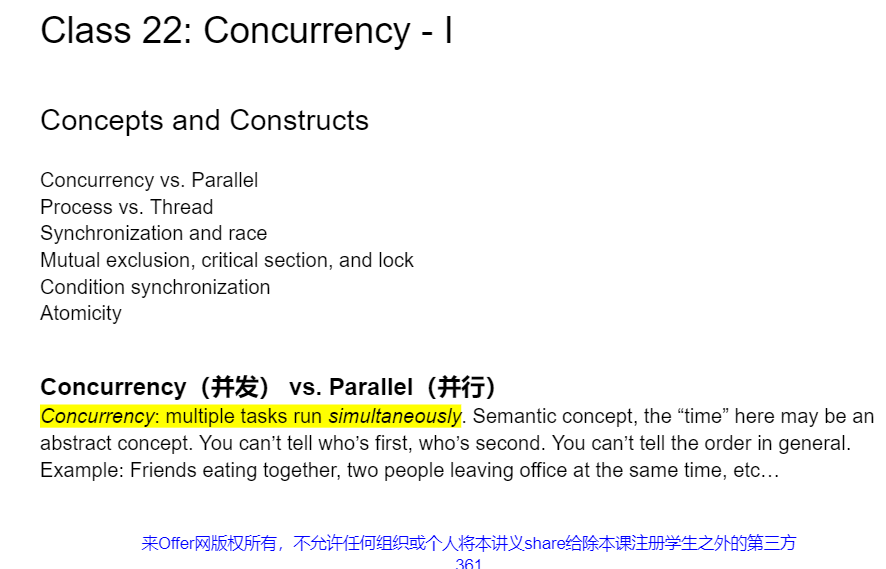 Class 22: Concurrency - I
Concepts and Constructs
Concurrency vs. Parallel
Process vs. Thread
Synchronization and race
Mutual exclusion, critical section, and lock
Condition synchronization
Atomicity
Concurrency（并发） vs. Parallel（并行）
Concurrency: multiple tasks run simultaneously. Semantic concept, the “time” here may be an
abstract concept. You can’t tell who’s first, who’s second. You can’t tell the order in general.
Example: Friends eating together, two people leaving office at the same time, etc…
来Offer网版权所有，不允许任何组织或个人将本讲义share给除本课注册学生之外的第三方
361